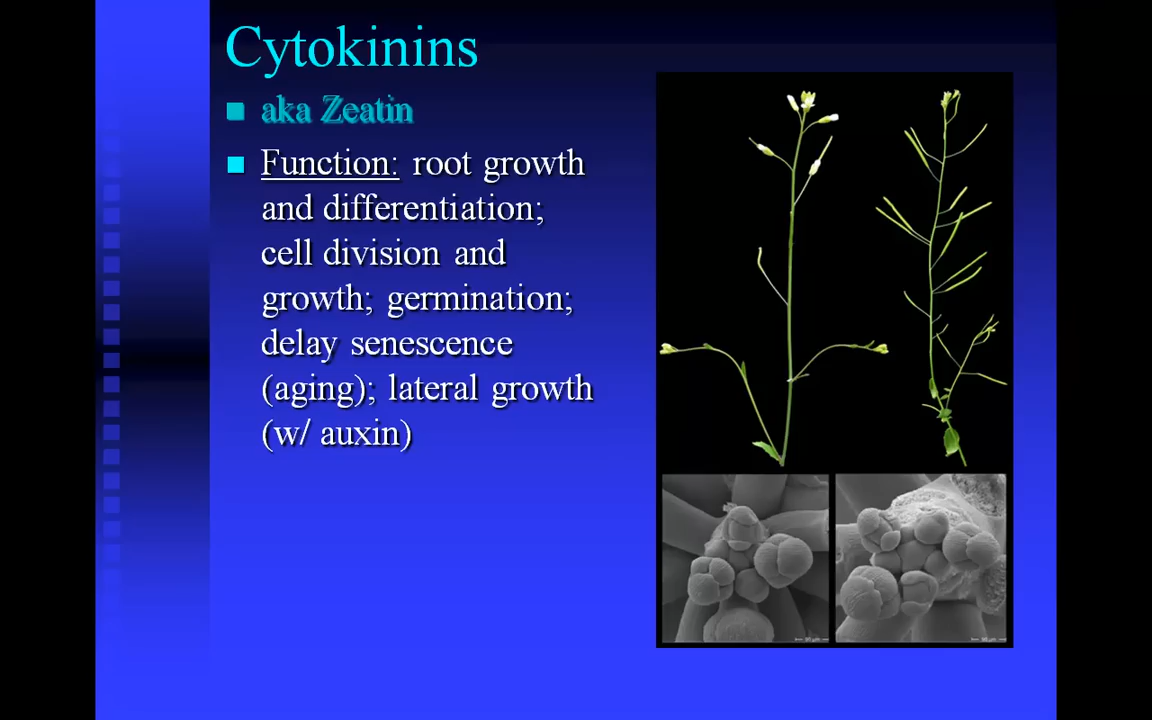 Cytokinins
aka Zeatin
Function: root growth
and differentiation;
cell division and
growth; germination;
delay senescence
(aging); lateral growth
(w/ auxin)